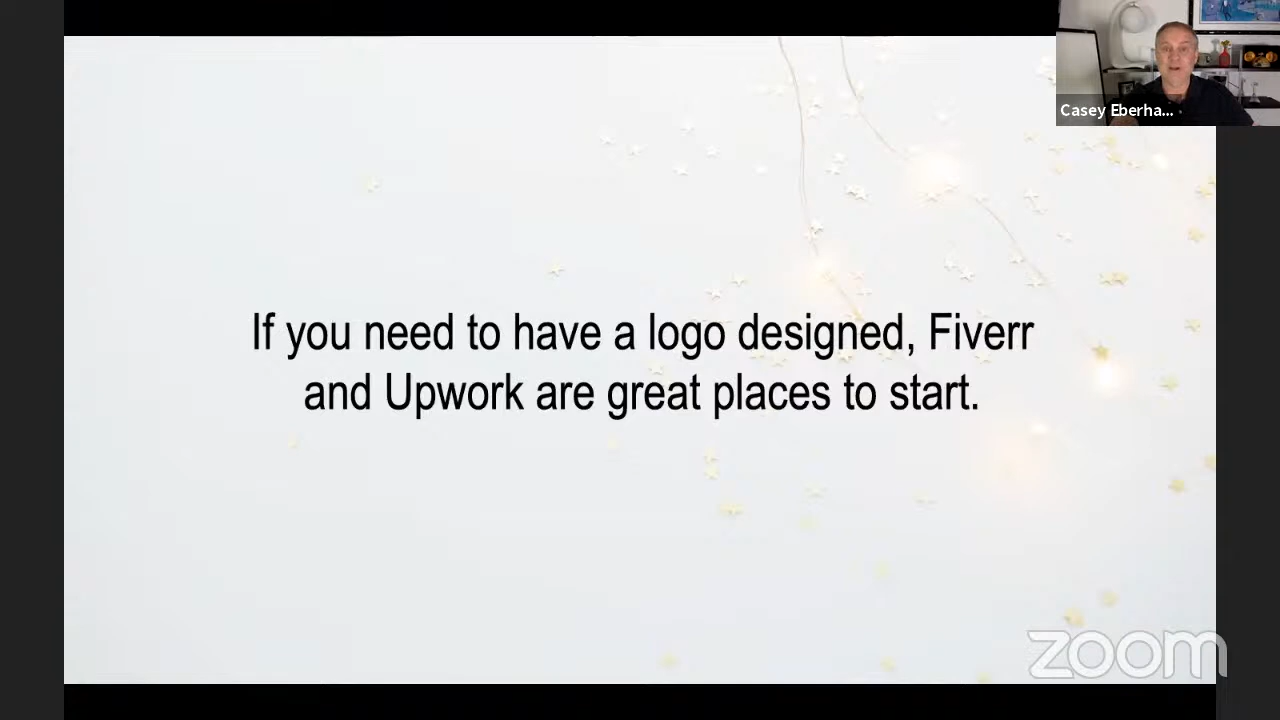 Casey Eberha...
If you need to have a logo designed, Fiverr
and Upwork are great places to start.
zoom